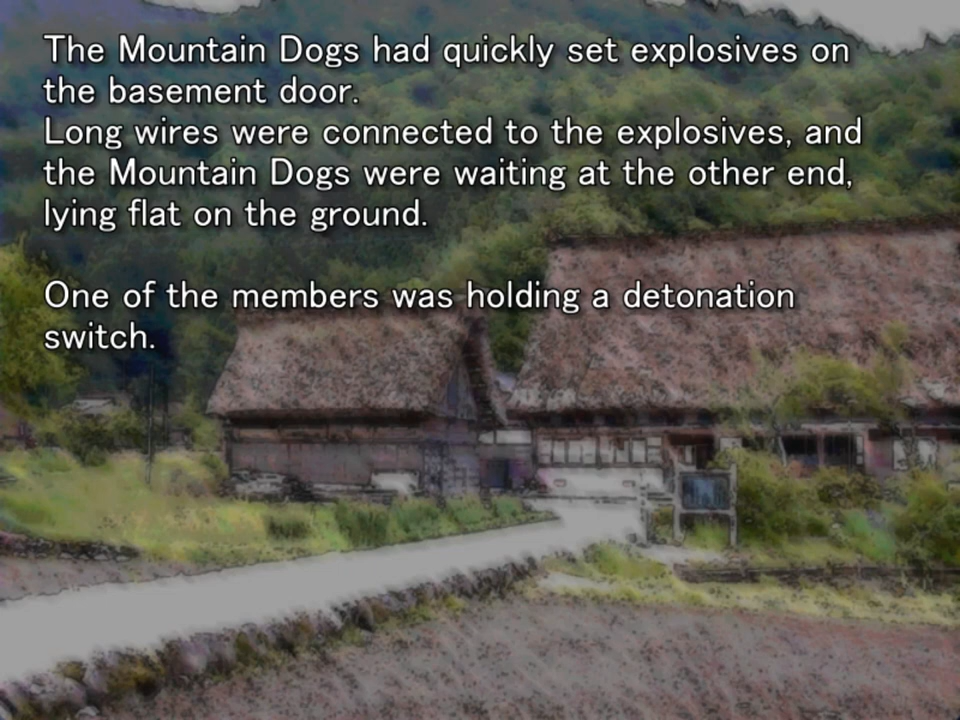 The Mountain Dogs had quickly set explosives on
the basement door.
Long wires were connected to the explosives, and
the Mountain Dogs were waiting at the other end,
lying flat on the ground.
One of the members was holding a detonation
switch.